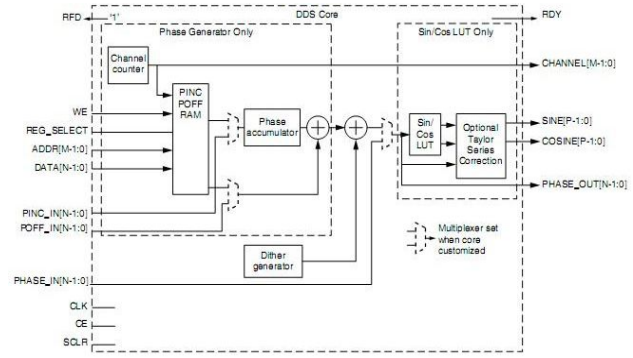 DDS Core
RFD
"1"
RDY
Phase Generator Only
Sin/Cos LUT Only
Channel
counter
CHANNEL[M-1:0]
PINC
POFF
RAM
WE
REG_SELECT
ADDR[M-1:0]
DATA[N-1:0]
Phase
accumulator
Sin/
Cos
LUT
Optional
Taylor
Series
Correction
SINE[P-1:0]
COSINE[P-1:0]
PHASE_OUT[N-1:0]
PINC_IN[N-1:0]
POFF_IN[N-1:0]
Multiplexer set
when core
customized
Dither
generator
PHASE_IN[N-1:0]
CLK
CE
SCLR